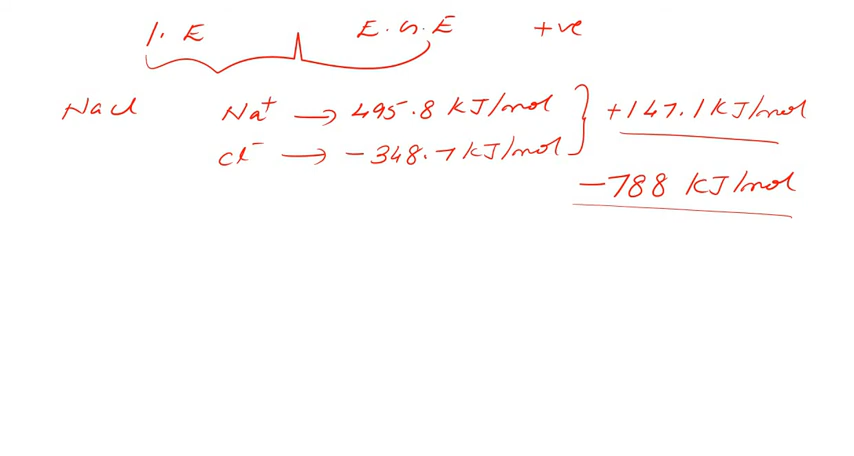 I. E E. G. E +ve
NaCl Na⁺ → 495.8 KJ/mol +147.1 KJ/mol
Cl⁻ → -348.7 KJ/mol
-788 KJ/mol